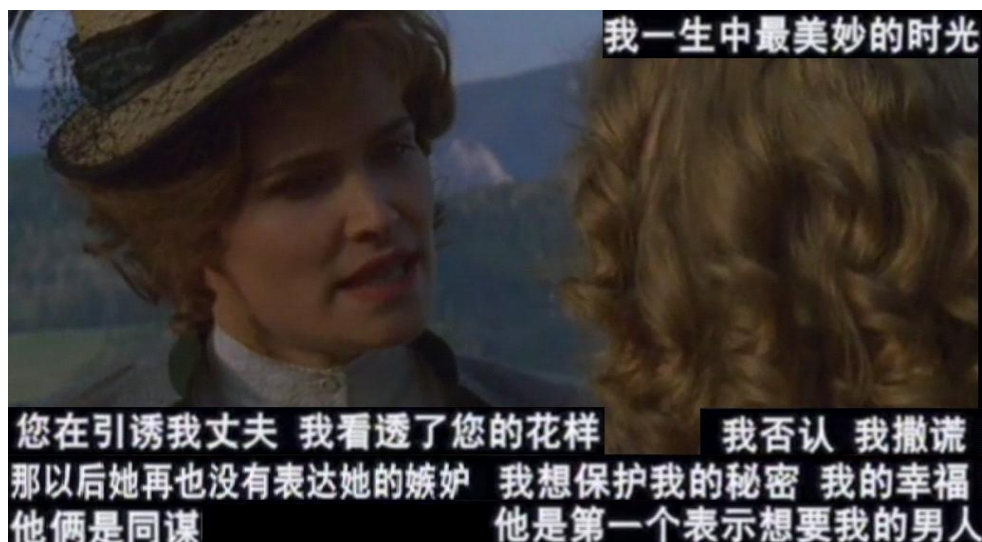 我一生中最美妙的时光
您在引诱我丈夫 我看透了您的花样
我否认 我撒谎
那以后她再也没有表达她的嫉妒
我想保护我的秘密 我的幸福
他俩是同谋
他是第一个表示想要我的男人